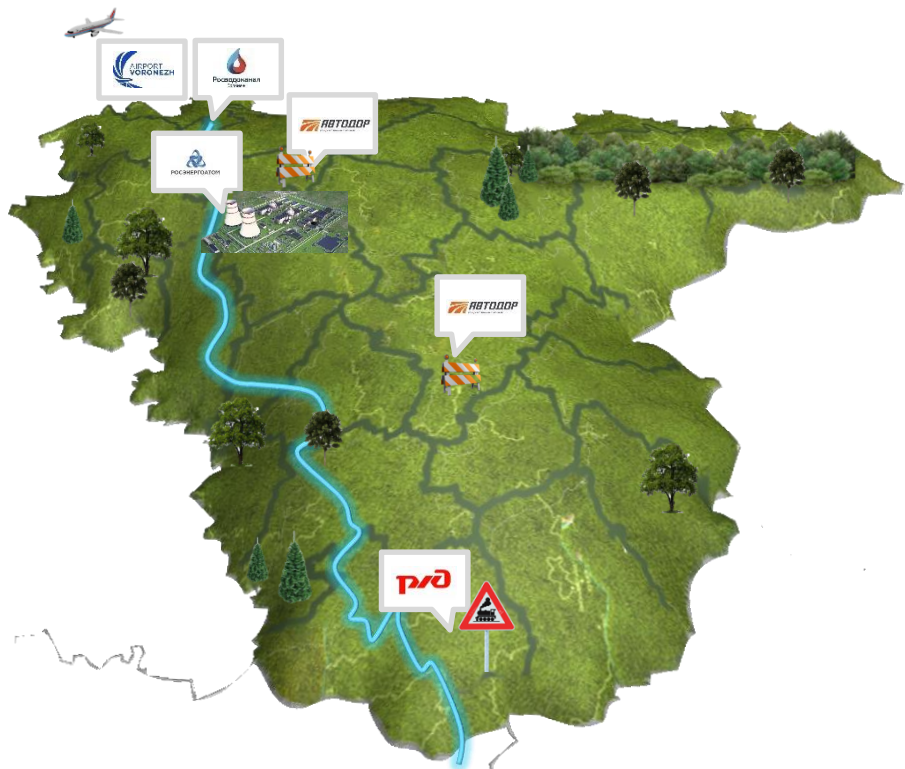 AIRPORT
VORONEZH
Росводоканал
РОСЭНЕРГОАТОМ
АВТОДОР
АВТОДОР
РЖД